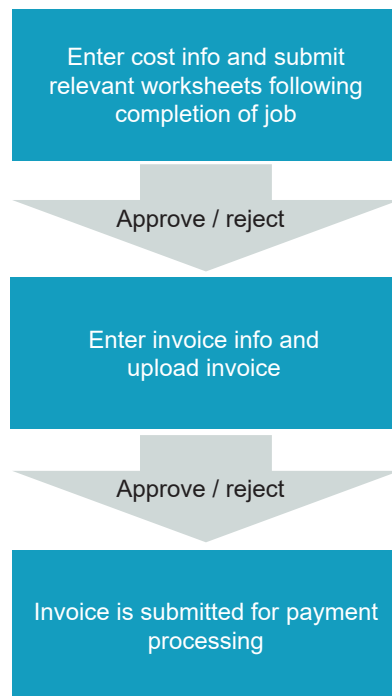 Enter cost info and submit
relevant worksheets following
completion of job
Approve / reject
Enter invoice info and
upload invoice
Approve / reject
Invoice is submitted for payment
processing